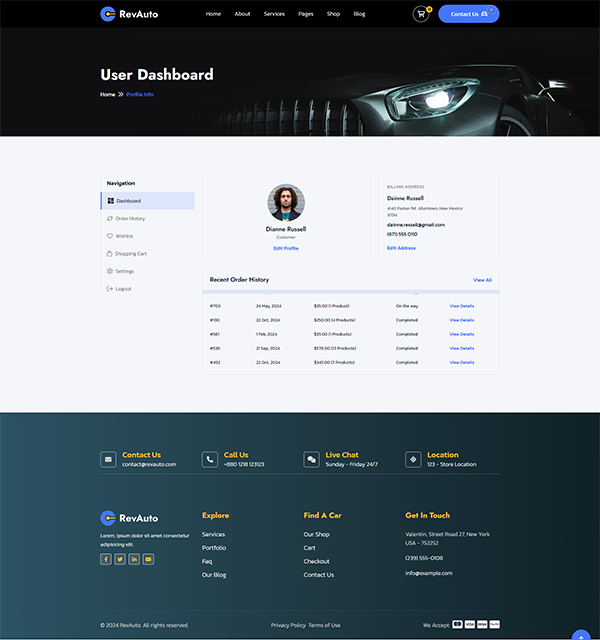 RevAuto
Home About Services Pages Shop Blog
0
Contact Us
User Dashboard
Home Profile Info
Navigation
Dashboard
Order History
Wishlist
Shopping Cart
Settings
Logout
Dianne Russell
Customer
Edit Profile
BILLING ADDRESS
Dainne Russell
4140 Parker Rd. Allentown, New Mexico
31134
dainne.ressell@gmail.com
(671) 555 0110
Edit Address
Recent Order History View All
#703 24 May, 2024 $25.00 (1 Product) On the way View Details
#130 22 Oct, 2024 $250.00 (4 Products) Completed View Details
#561 1 Feb, 2024 $35.00 (1 Products) Completed View Details
#536 21 Sep, 2024 $578.00 (13 Products) Completed View Details
#492 22 Oct, 2024 $345.00 (7 Products) Completed View Details
Contact Us
contact@revauto.com
Call Us
+880 1218 123123
Live Chat
Sunday - Friday 24/7
Location
123 - Store Location
RevAuto
Lorem, ipsum dolor sit amet consectetur
adipisicing elit.
Explore
Services
Portfolio
Faq
Our Blog
Find A Car
Our Shop
Cart
Checkout
Contact Us
Get In Touch
Valentin, Street Road 27, New York,
USA - 752252
(239) 555-0108
info@example.com
© 2024 RevAuto. All rights reserved.
Privacy Policy Terms of Use
We Accept